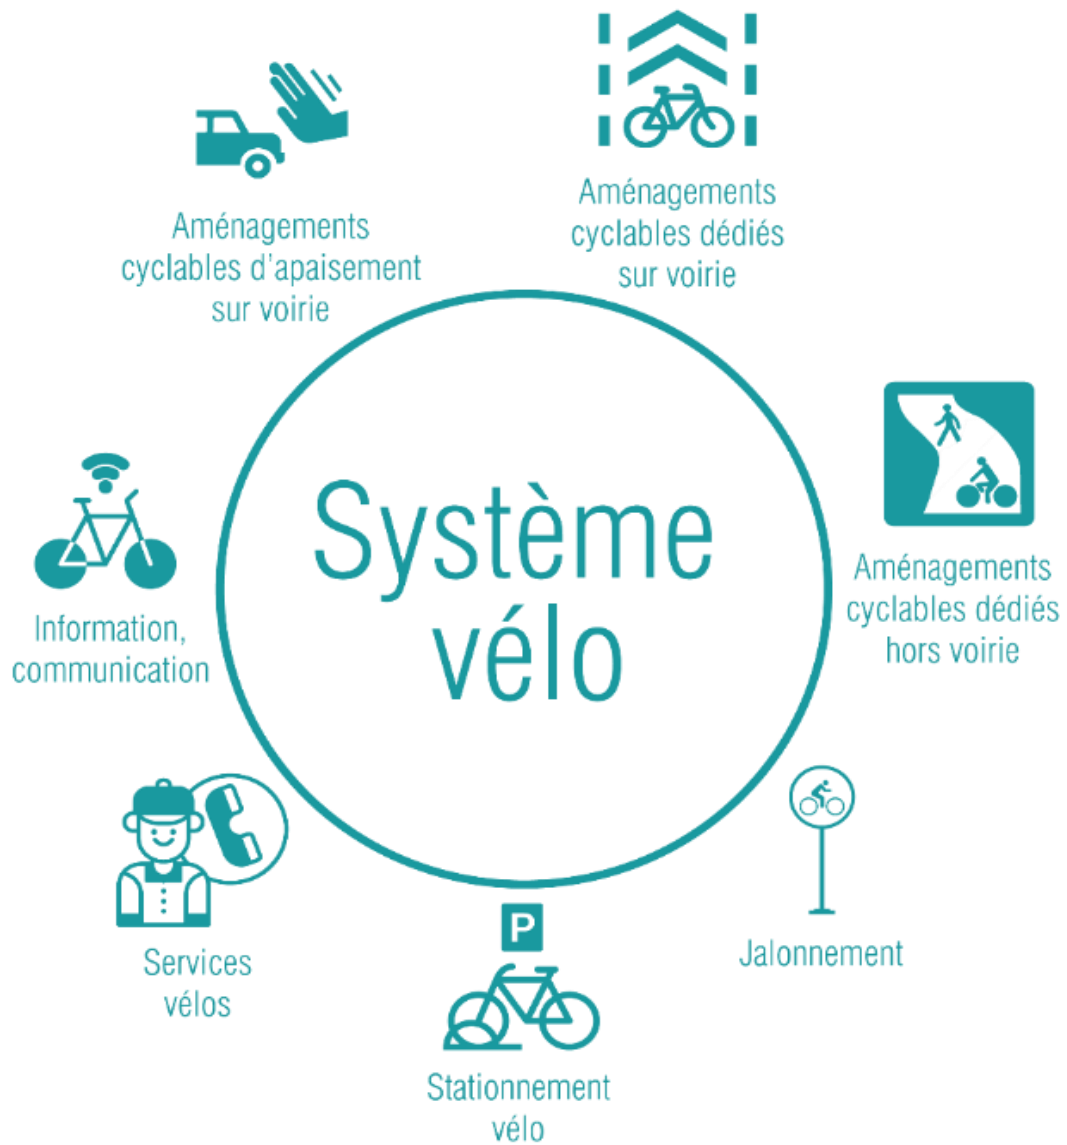 Aménagements
cyclables dédiés
sur voirie
Aménagements
cyclables d'apaisement
sur voirie
Système
vélo
Aménagements
cyclables dédiés
hors voirie
Information,
communication
Jalonnement
Services
vélos
P
Stationnement
vélo